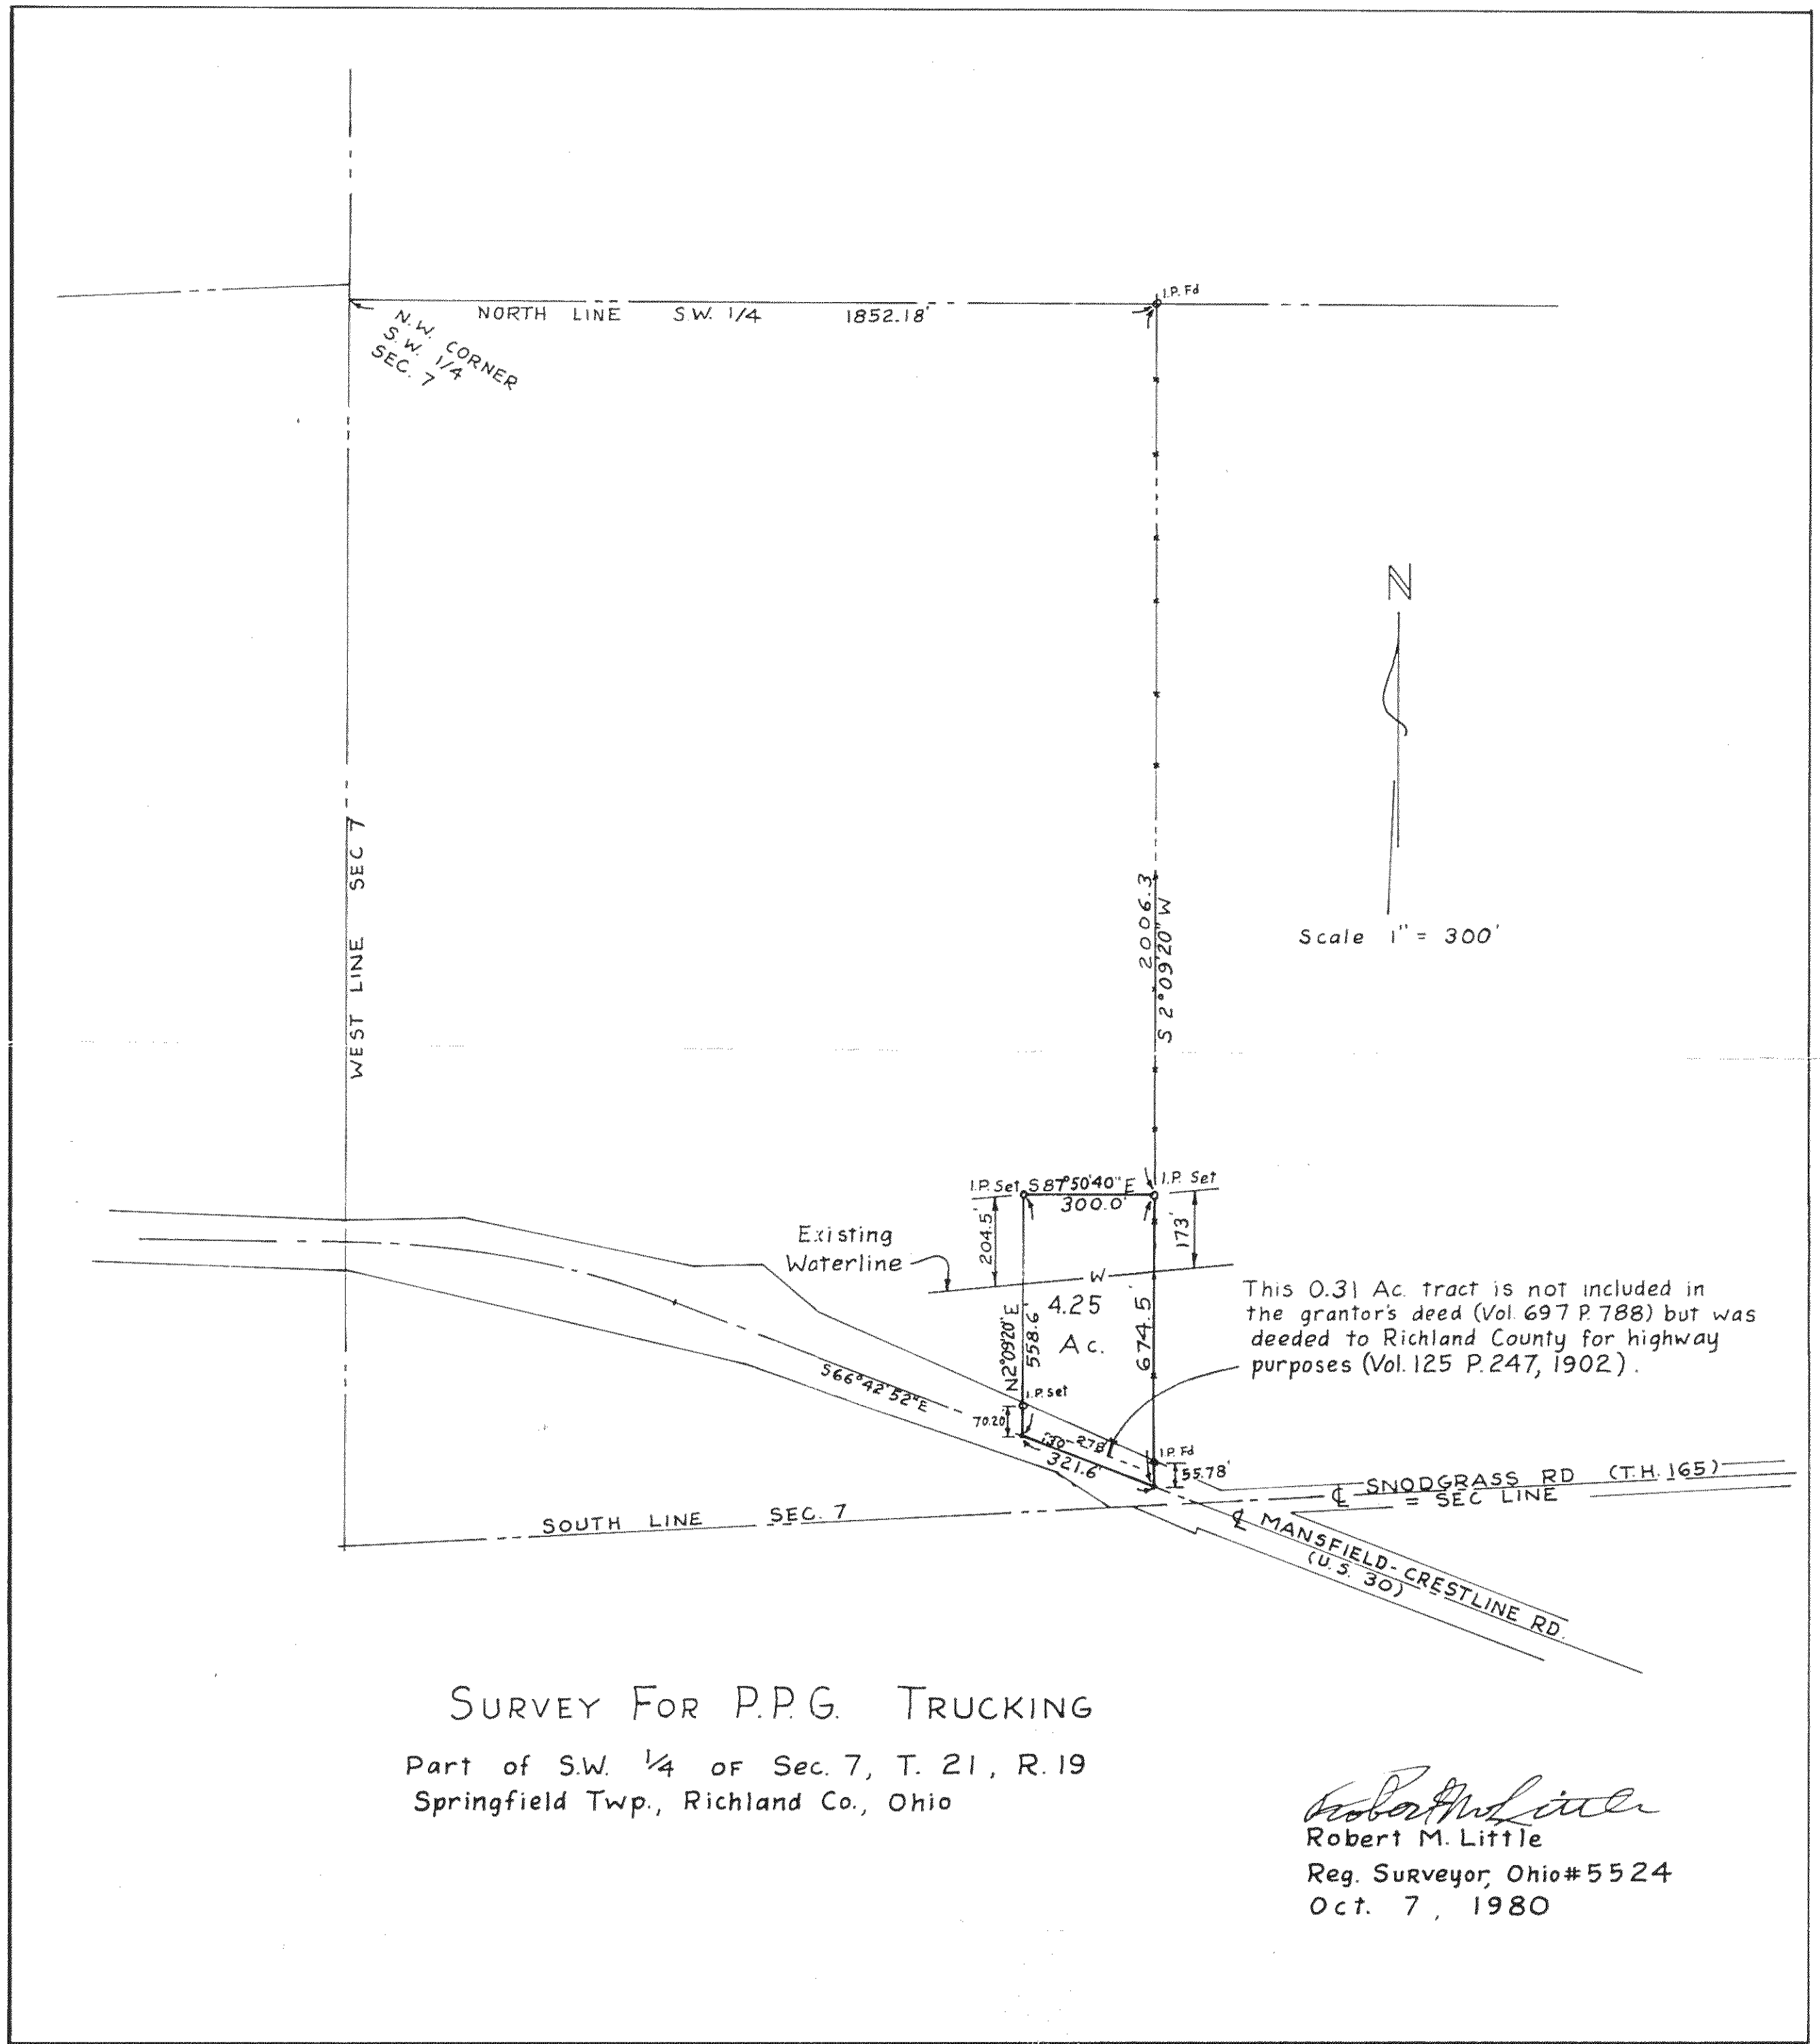 I.P. Fd
NORTH LINE S.W. 1/4 1852.18'
N.W. CORNER
S.W. 1/4
SEC. 7
N
Scale 1" = 300'
WEST LINE SEC 7
2006.3
S 2°09'20" W
I.P. Set S 87°50'40" E I.P. Set
300.0'
204.5'
173'
Existing
Waterline
W
4.25
Ac.
N2°09'20" E
558.6'
674.5'
This 0.31 Ac. tract is not included in
the grantor's deed (Vol. 697 P. 788) but was
deeded to Richland County for highway
purposes (Vol. 125 P. 247, 1902).
S66°42'52"E
I.P. set
70.20'
321.6'
I.P. Fd
55.78'
SNODGRASS RD (T.H. 165)
℄ = SEC LINE
SOUTH LINE SEC. 7
℄ MANSFIELD-CRESTLINE RD.
(U.S. 30)
SURVEY FOR P.P.G. TRUCKING
Part of S.W. 1/4 OF Sec. 7, T. 21, R. 19
Springfield Twp., Richland Co., Ohio
Robert M. Little
Robert M. Little
Reg. Surveyor, Ohio #5524
Oct. 7, 1980